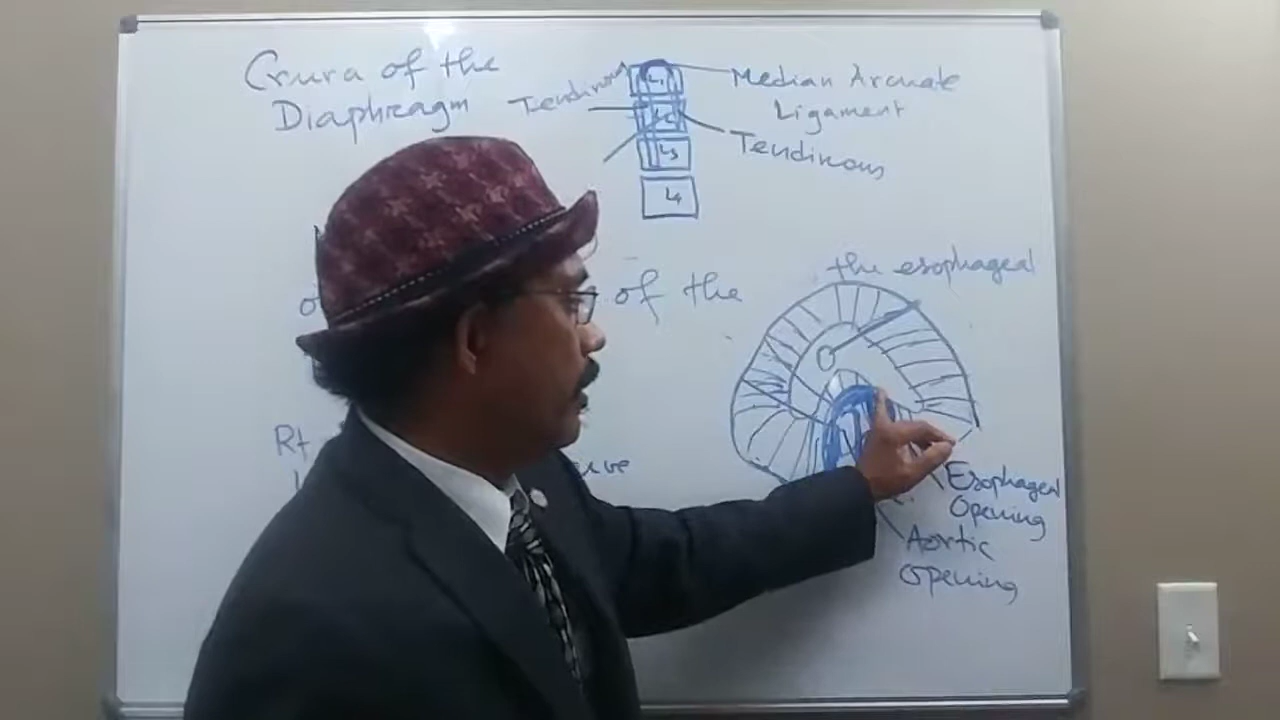 Crura of the
Diaphragm
Tendinous
L1
L2
L3
L4
Median Arcuate
Ligament
Tendinous
of the
the esophageal
Rt
Esophageal
Opening
Aortic
opening